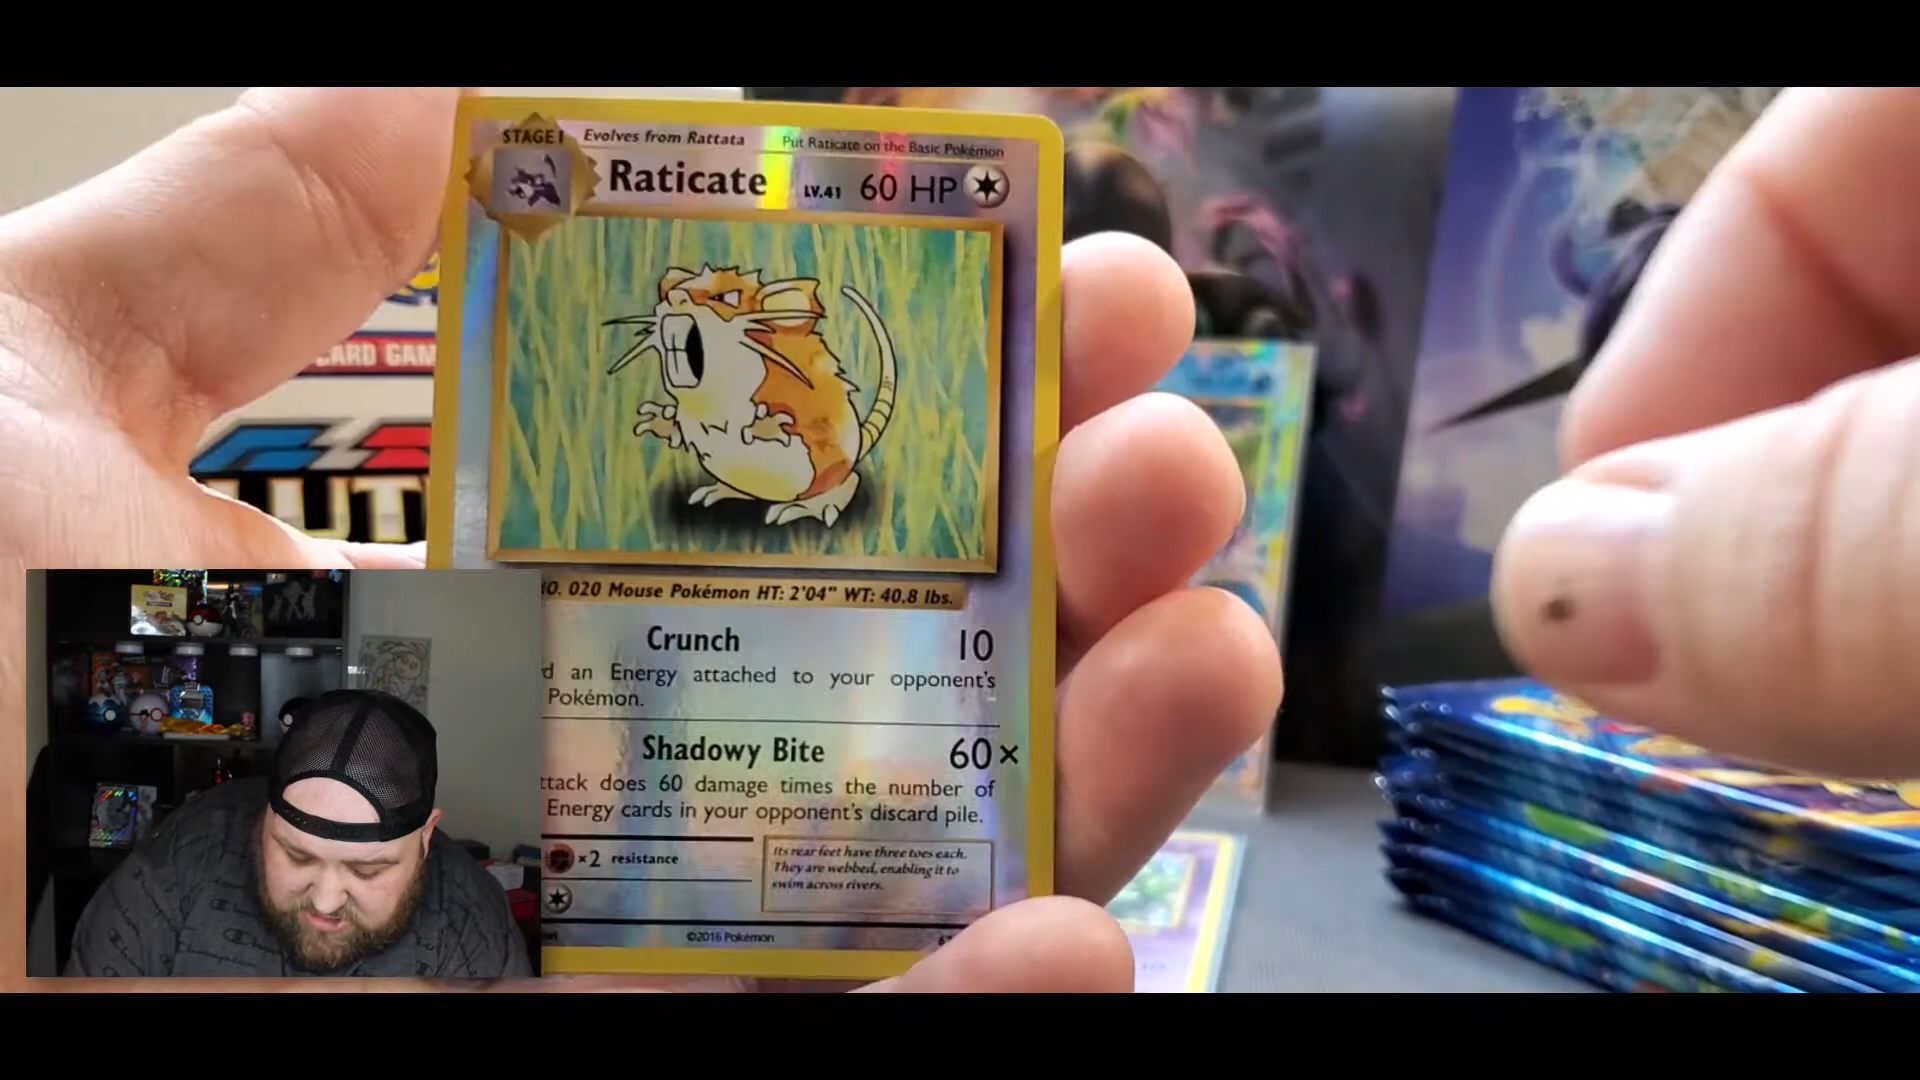 STAGE 1 Evolves from Rattata Put Raticate on the Basic Pokémon
Raticate LV.41 60 HP
CARD GAM
NO. 020 Mouse Pokémon HT: 2'04" WT: 40.8 lbs.
Crunch 10
an Energy attached to your opponent's
Pokémon.
Shadowy Bite 60×
ttack does 60 damage times the number of
Energy cards in your opponent's discard pile.
×2 resistance
Its rear feet have three toes each.
They are webbed, enabling it to
swim across rivers.
©2016 Pokémon